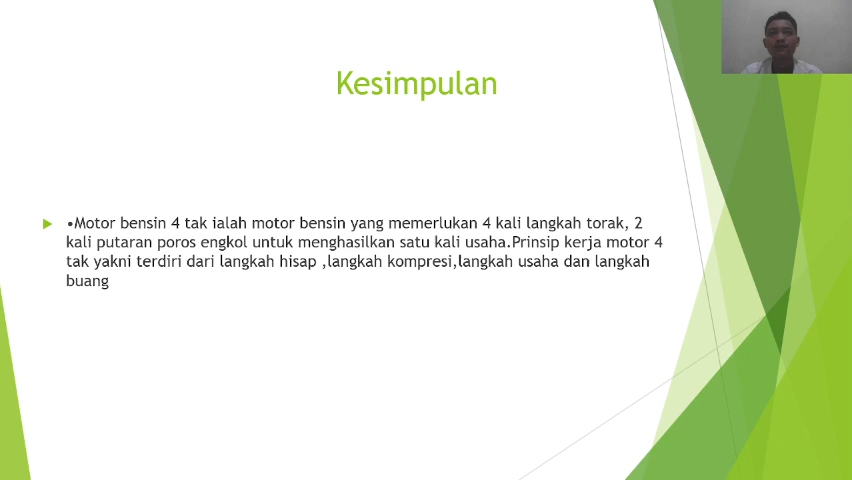 Kesimpulan
•Motor bensin 4 tak ialah motor bensin yang memerlukan 4 kali langkah torak, 2
kali putaran poros engkol untuk menghasilkan satu kali usaha.Prinsip kerja motor 4
tak yakni terdiri dari langkah hisap ,langkah kompresi,langkah usaha dan langkah
buang